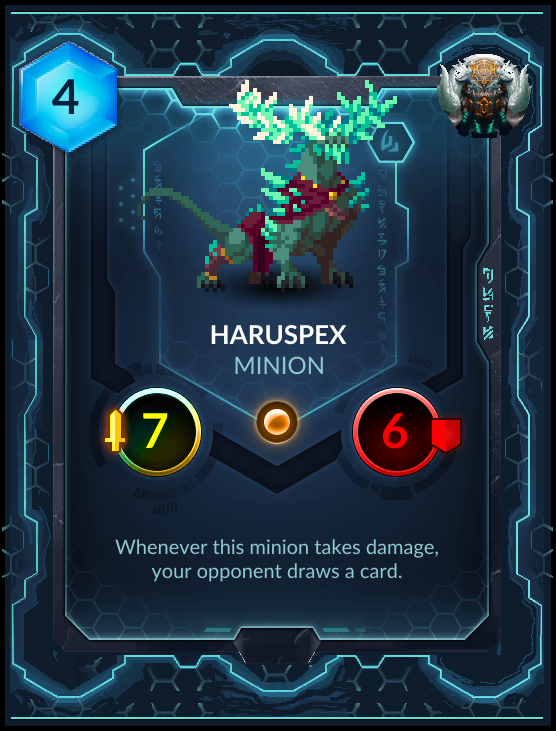 4
HARUSPEX
MINION
7
6
Whenever this minion takes damage,
your opponent draws a card.